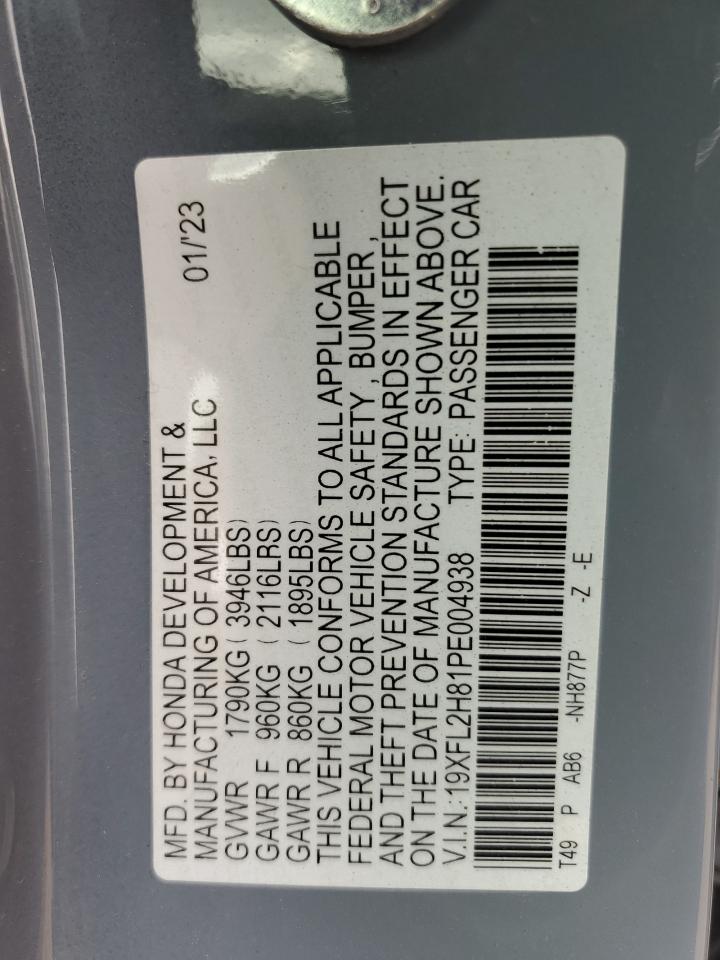 MFD. BY HONDA DEVELOPMENT &
MANUFACTURING OF AMERICA, LLC 01/'23
GVWR 1790KG ( 3946LBS)
GAWR F 960KG ( 2116LRS)
GAWR R 860KG ( 1895LBS)
THIS VEHICLE CONFORMS TO ALL APPLICABLE
FEDERAL MOTOR VEHICLE SAFETY , BUMPER ,
AND THEFT PREVENTION STANDARDS IN EFFECT
ON THE DATE OF MANUFACTURE SHOWN ABOVE.
V.I.N.: 19XFL2H81PE004938 TYPE: PASSENGER CAR
T49 P AB6 -NH877P -Z -E